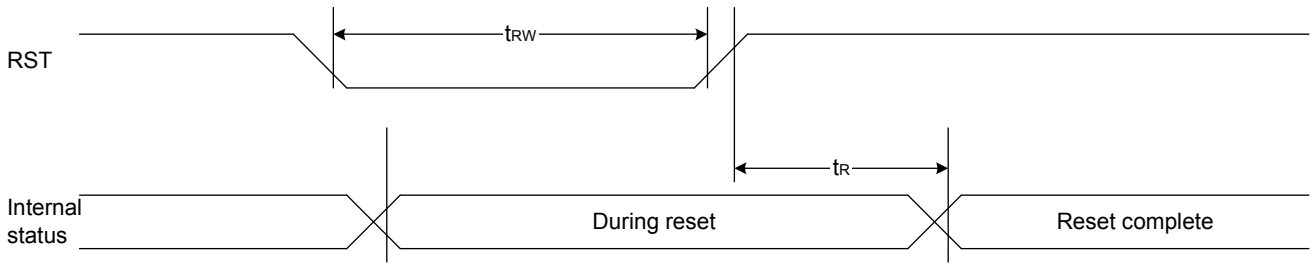 tRW
RST
tR
Internal
status
During reset
Reset complete